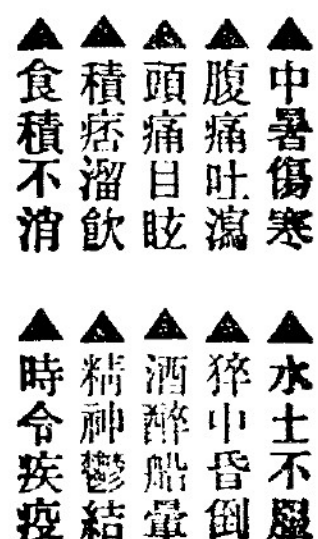 ▲中暑傷寒
▲腹痛吐瀉
▲頭痛目眩
▲積痞溜飲
▲食積不消
▲水土不服
▲猝中昏倒
▲酒醉船暈
▲精神鬱結
▲時令疾疫